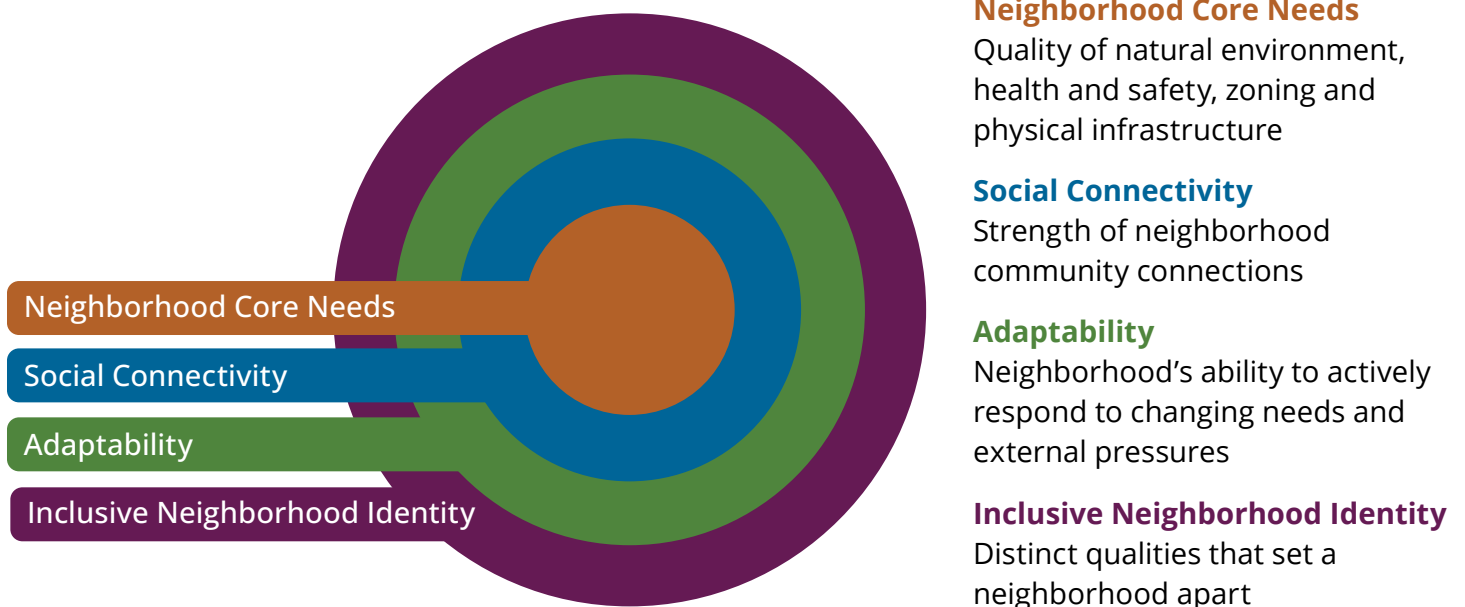 Neighborhood Core Needs
Social Connectivity
Adaptability
Inclusive Neighborhood Identity
Neighborhood Core Needs
Quality of natural environment,
health and safety, zoning and
physical infrastructure
Social Connectivity
Strength of neighborhood
community connections
Adaptability
Neighborhood’s ability to actively
respond to changing needs and
external pressures
Inclusive Neighborhood Identity
Distinct qualities that set a
neighborhood apart